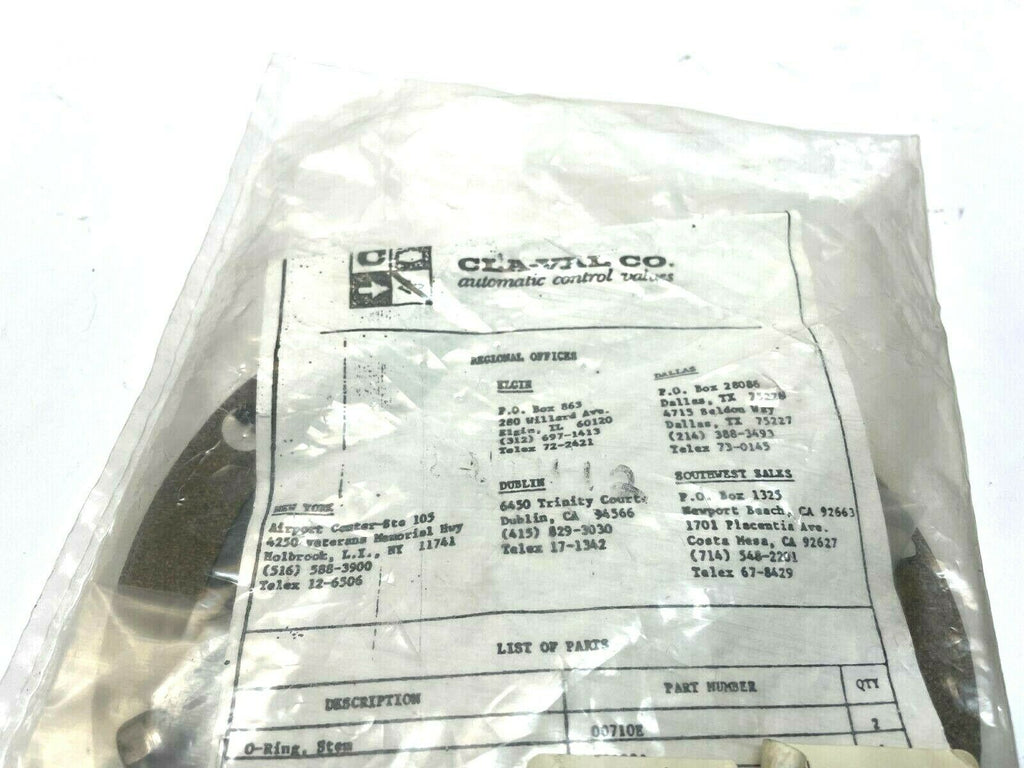 CLA-VAL CO.
automatic control valves
REGIONAL OFFICES
ELGIN
P.O. Box 863
280 Willard Ave.
Elgin, IL 60120
(312) 697-1413
Telex 72-2421
DALLAS
P.O. Box 28086
Dallas, TX
4715 Beldon Way
Dallas, TX 75227
(214) 388-3493
Telex 73-0145
NEW YORK
Airport Center-Ste 105
4250 Veterans Memorial Hwy
Holbrook, L.I., NY 11741
(516) 588-3900
Telex 12-6506
DUBLIN
6450 Trinity Court
Dublin, CA 94566
(415) 829-3030
Telex 17-1342
SOUTHWEST SALES
P.O. Box 1325
Newport Beach, CA 92663
1701 Placentia Ave.
Costa Mesa, CA 92627
(714) 548-2201
Telex 67-8429
LIST OF PARTS
DESCRIPTION PART NUMBER QTY
O-Ring, Stem 00710E 2